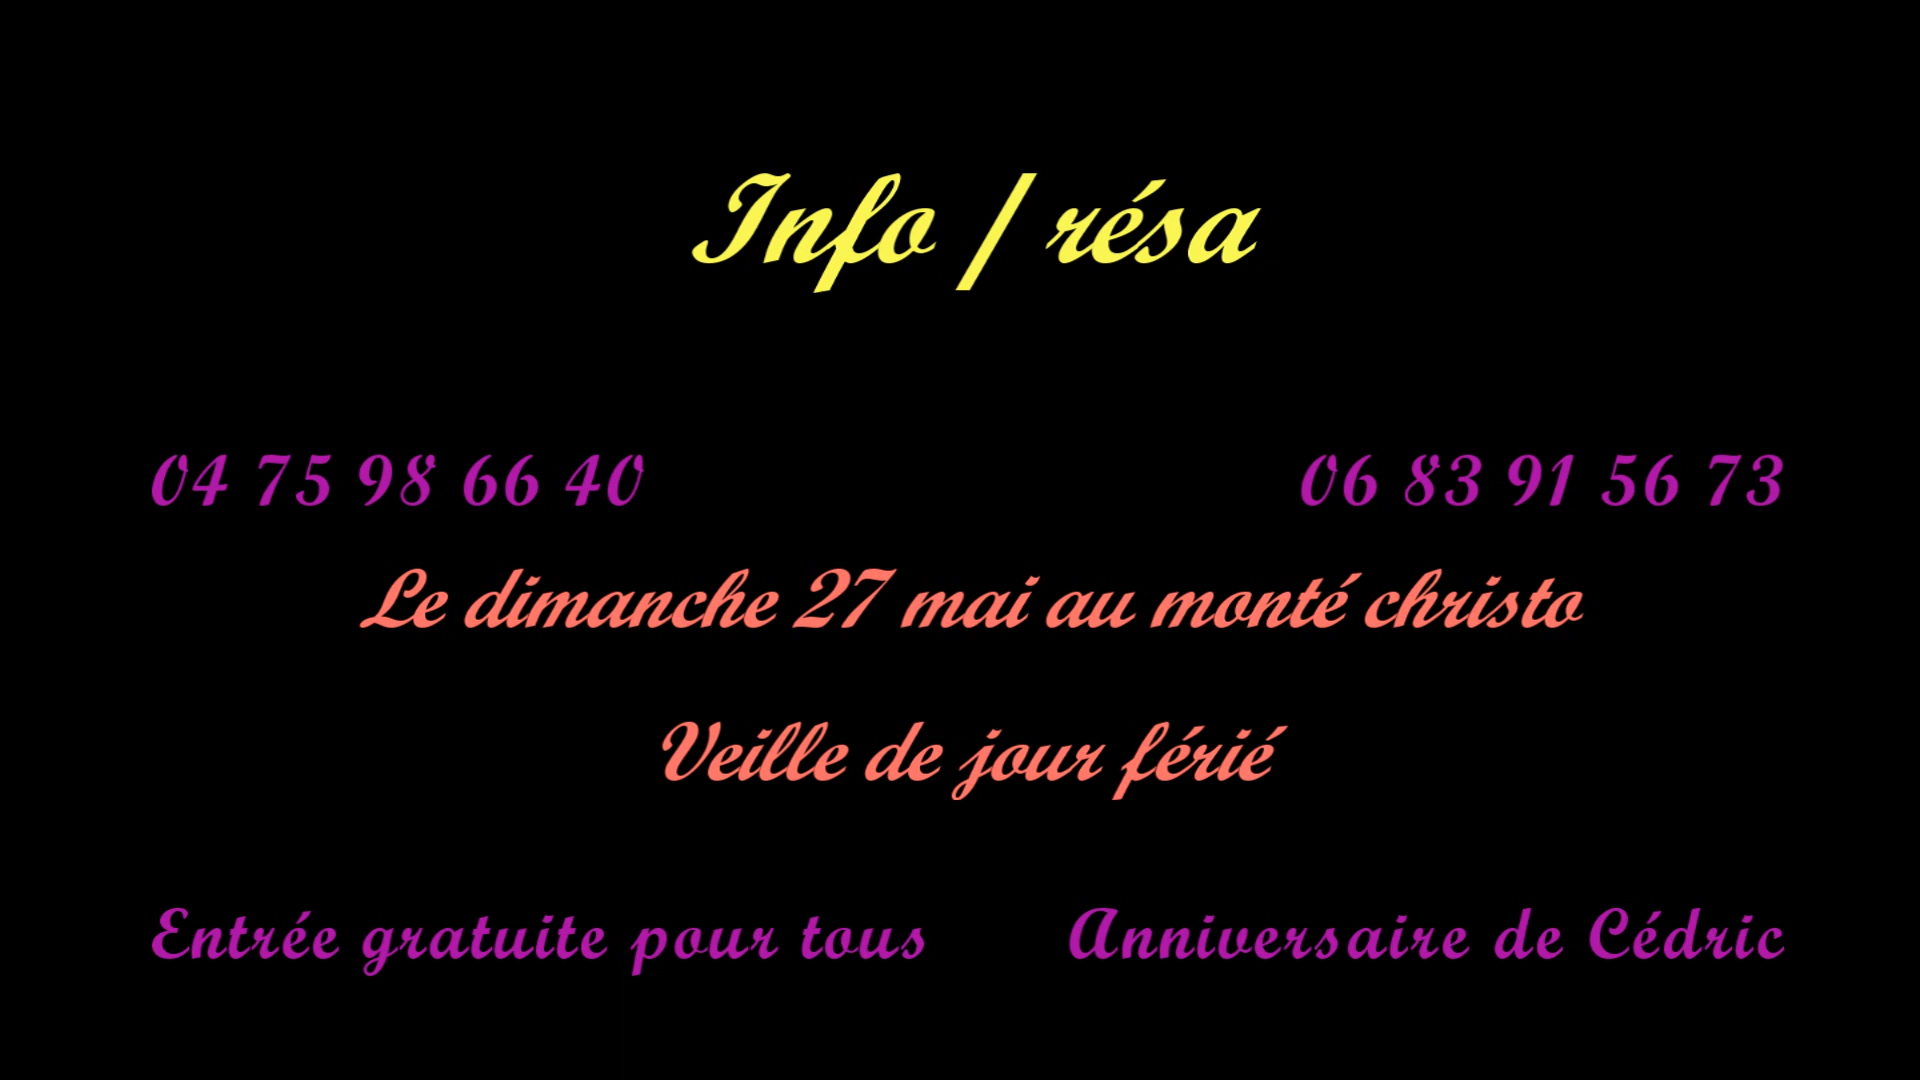 Info / résa
04 75 98 66 40 06 83 91 56 73
Le dimanche 27 mai au monté christo
Veille de jour férié
Entrée gratuite pour tous Anniversaire de Cédric